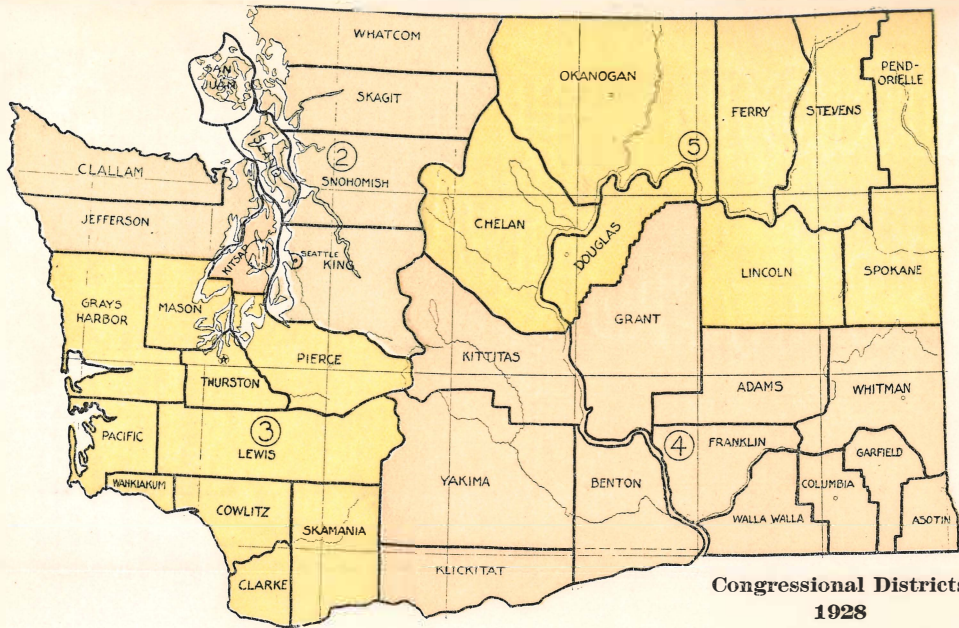 WHATCOM
SAN
JUAN
SKAGIT
OKANOGAN
FERRY
STEVENS
PEND-
ORIELLE
CLALLAM
②
SNOHOMISH
⑤
JEFFERSON
CHELAN
DOUGLAS
KITSAP
①
SEATTLE
KING
LINCOLN
SPOKANE
GRAYS
HARBOR
MASON
GRANT
PIERCE
KITTITAS
THURSTON
ADAMS
WHITMAN
PACIFIC
③
LEWIS
④
FRANKLIN
GARFIELD
WANKIAKUM
COWLITZ
SKAMANIA
YAKIMA
BENTON
COLUMBIA
WALLA WALLA
ASOTIN
CLARKE
KLICKITAT
Congressional Districts
1928